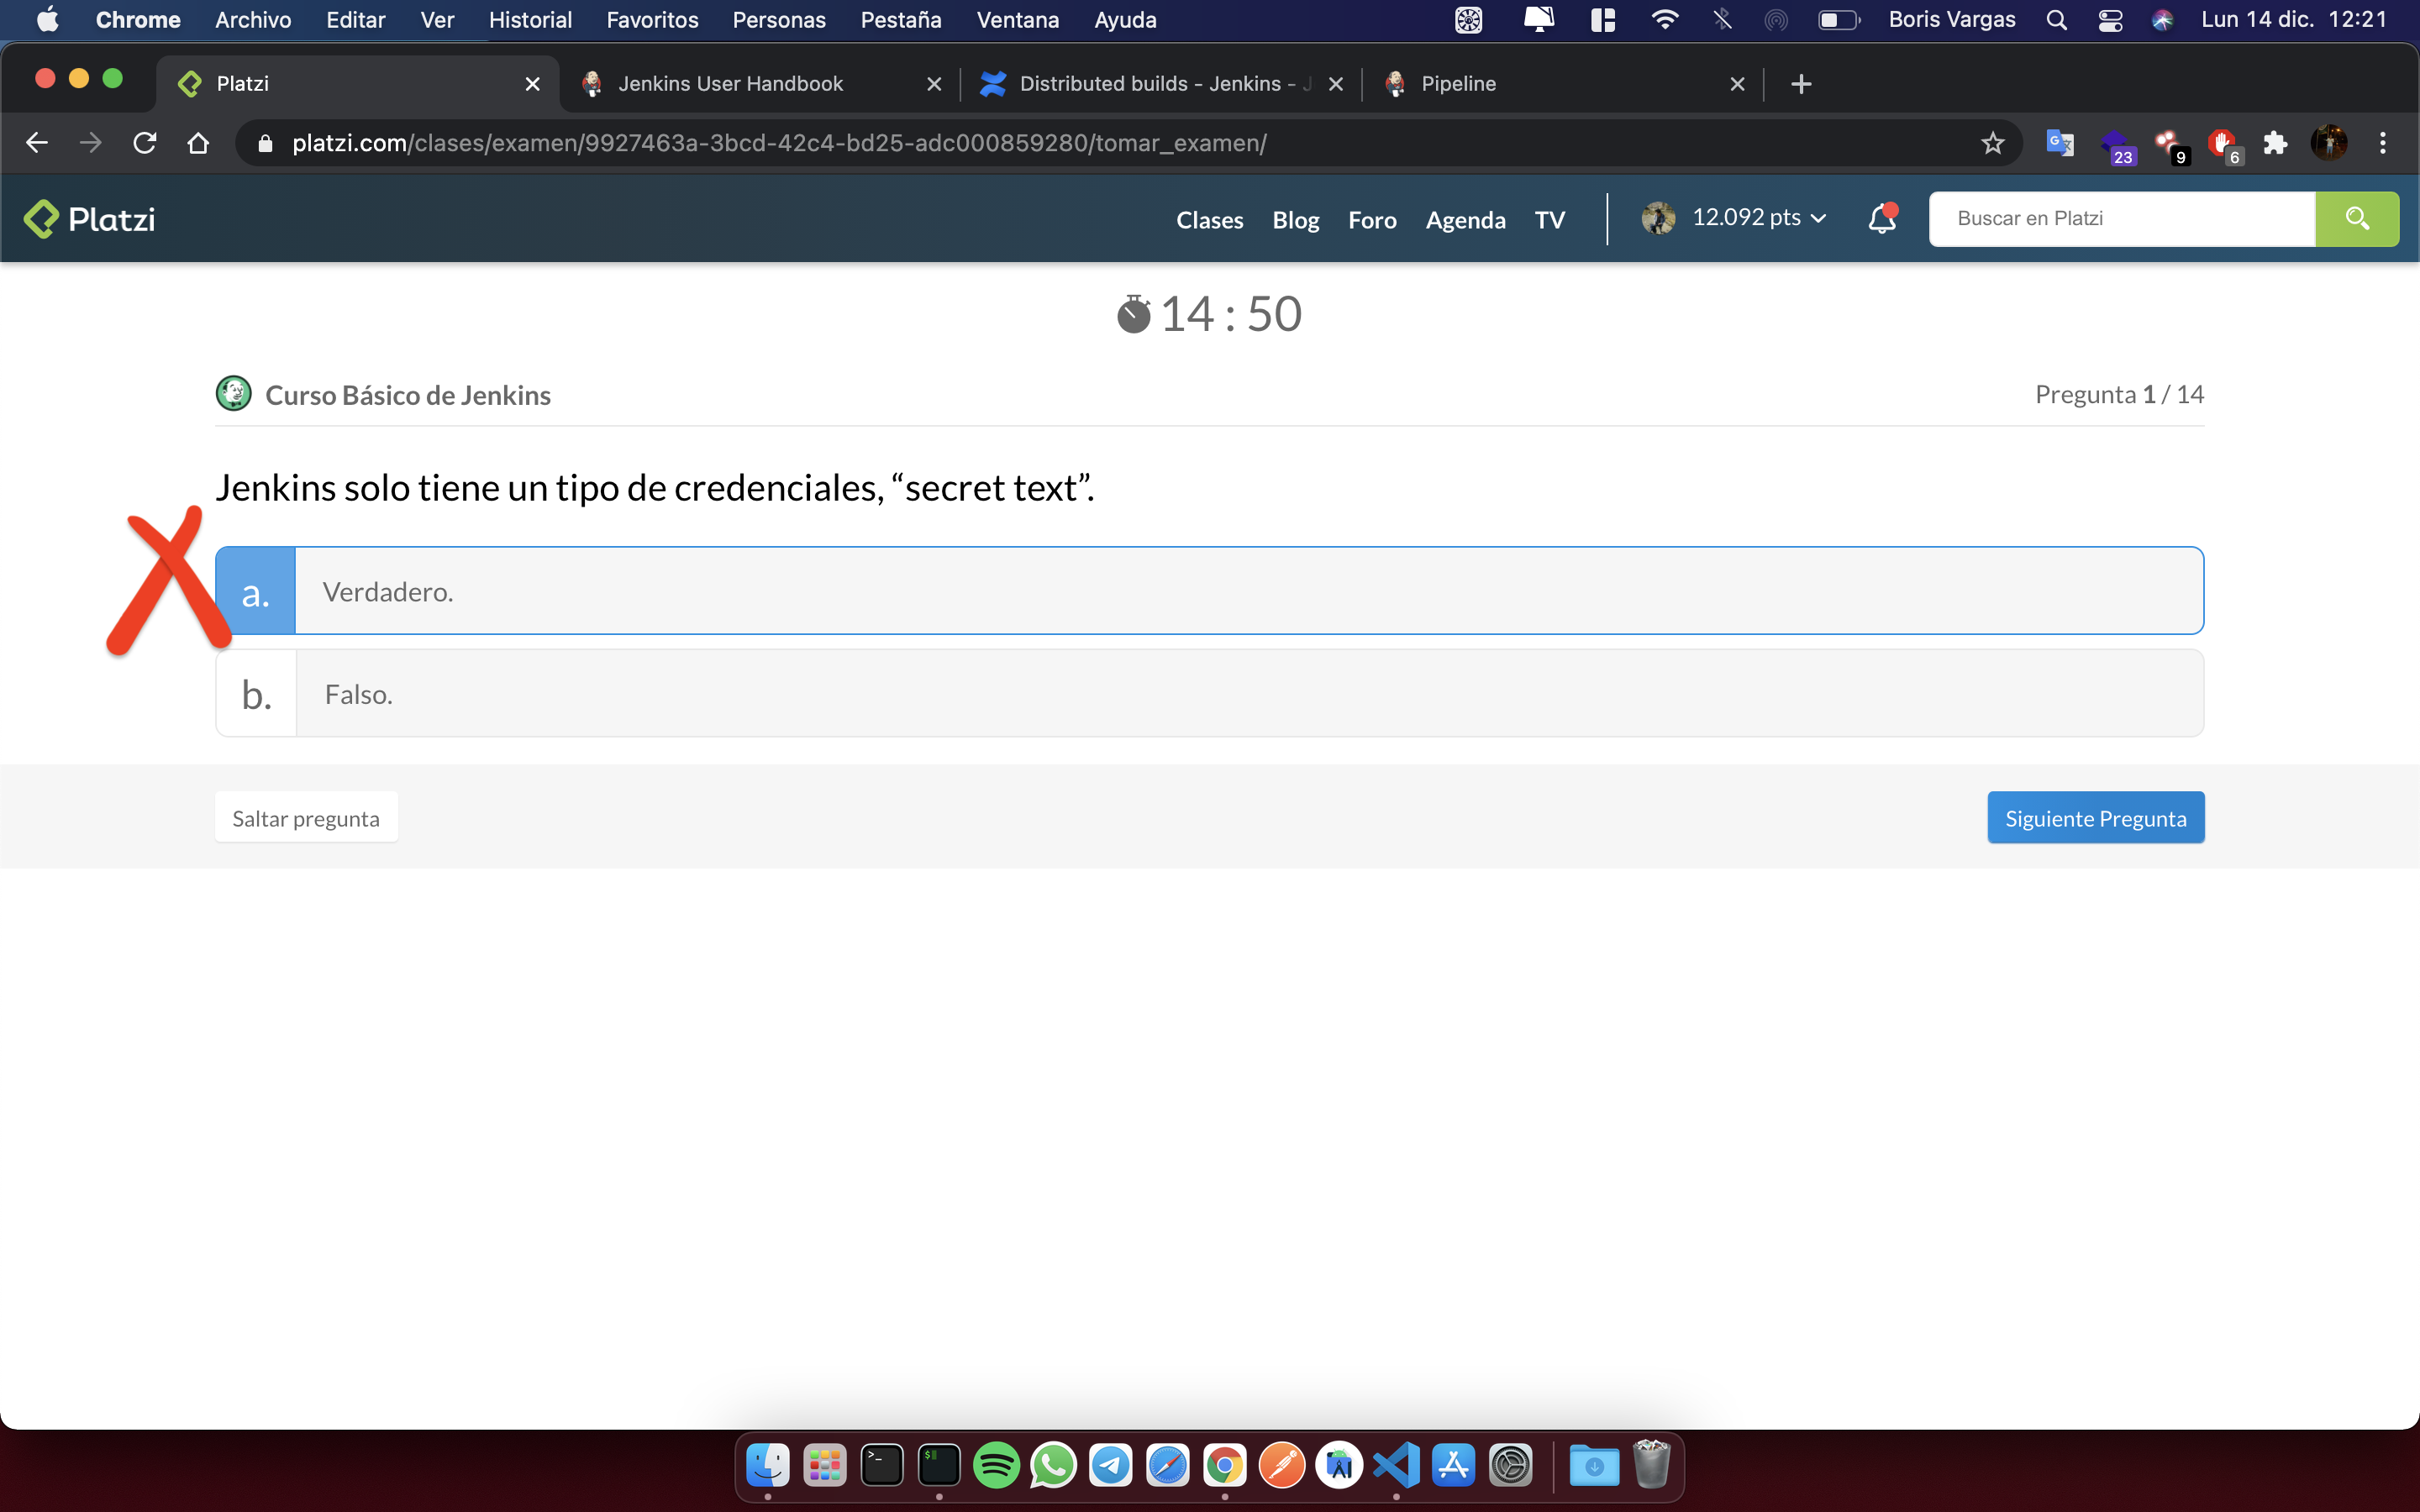 Chrome Archivo Editar Ver Historial Favoritos Personas Pestaña Ventana Ayuda Boris Vargas Lun 14 dic. 12:21
Platzi Jenkins User Handbook Distributed builds - Jenkins - J Pipeline
platzi.com/clases/examen/9927463a-3bcd-42c4-bd25-adc000859280/tomar_examen/ 23 9 6
Platzi Clases Blog Foro Agenda TV 12.092 pts Buscar en Platzi
14 : 50
Curso Básico de Jenkins Pregunta 1 / 14
Jenkins solo tiene un tipo de credenciales, “secret text”.
a. Verdadero.
b. Falso.
Saltar pregunta Siguiente Pregunta